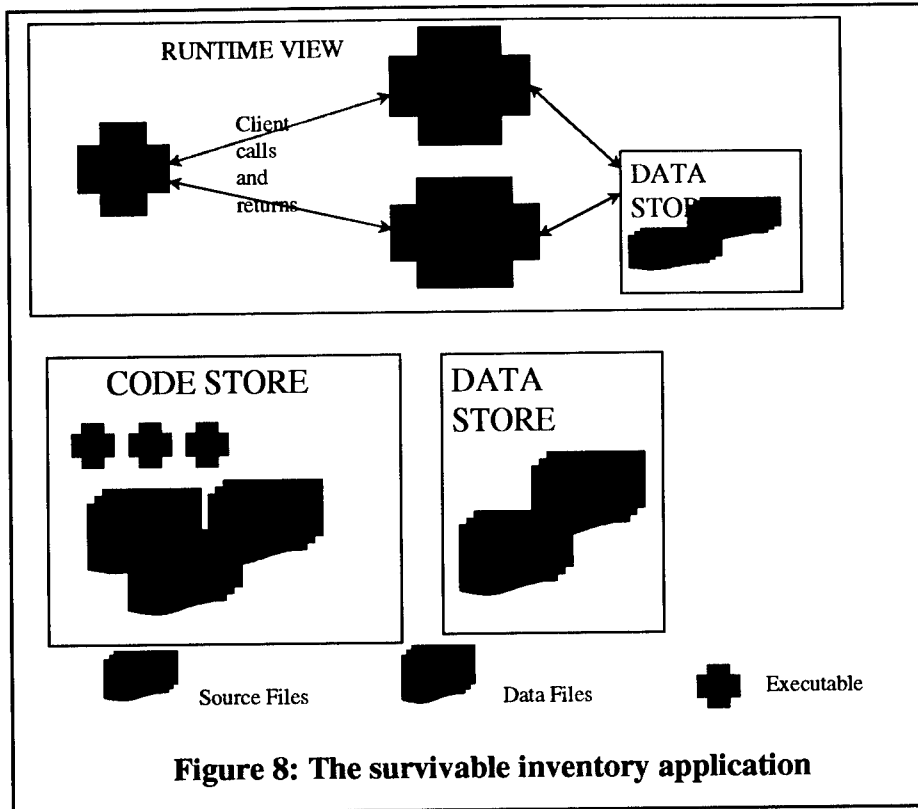 RUNTIME VIEW
Client
calls
and
returns
DATA
CODE STORE
DATA
STORE
Source Files
Data Files
Executable
Figure 8: The survivable inventory application